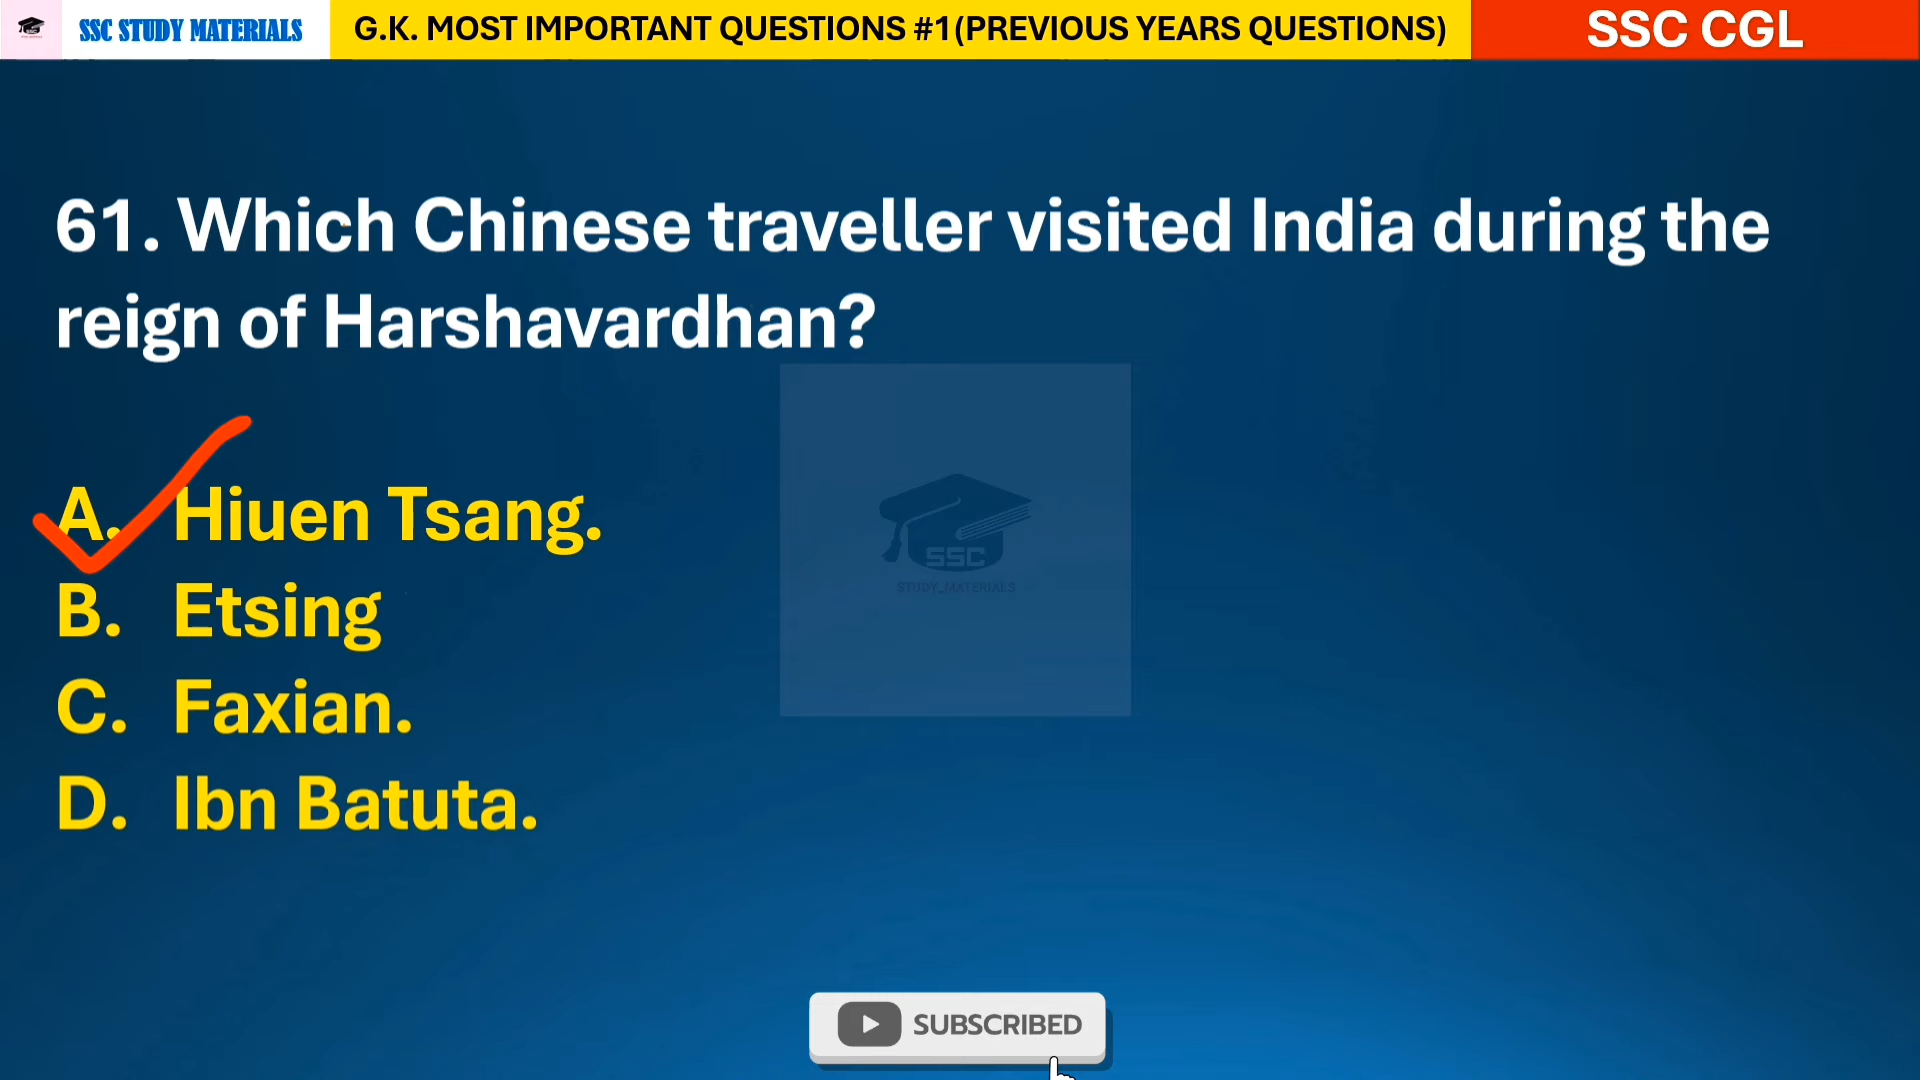 SSC STUDY MATERIALS
G.K. MOST IMPORTANT QUESTIONS #1(PREVIOUS YEARS QUESTIONS)
SSC CGL
61. Which Chinese traveller visited India during the
reign of Harshavardhan?
A. Hiuen Tsang.
B. Etsing
C. Faxian.
D. Ibn Batuta.
SSC
STUDY_MATERIALS
SUBSCRIBED